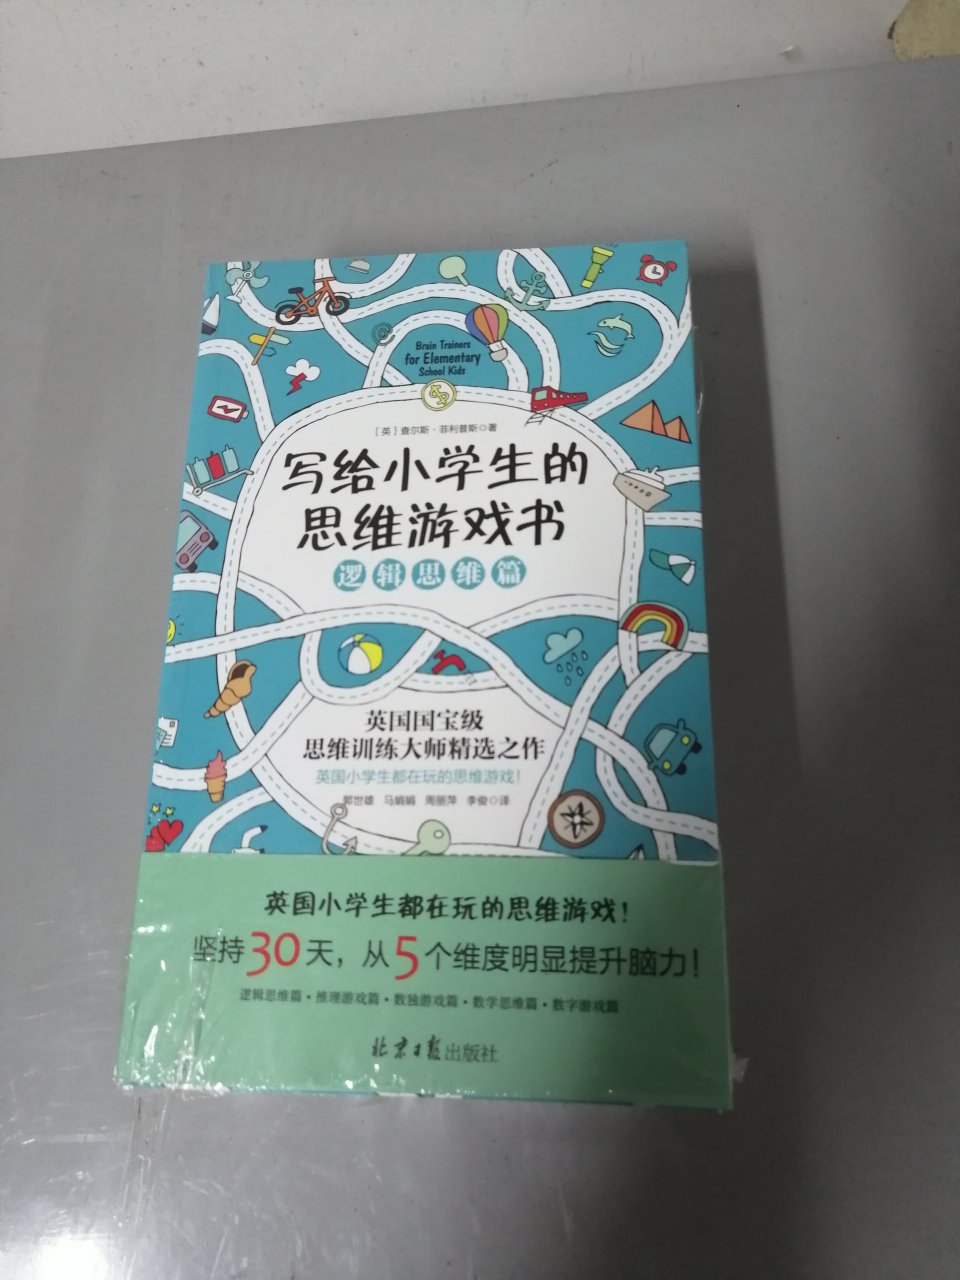 Brain Trainers
for Elementary
School Kids
[英]查尔斯·菲利普斯◎著
写给小学生的
思维游戏书
逻辑思维篇
英国国宝级
思维训练大师精选之作
英国小学生都在玩的思维游戏!
郭世雄 马娟娟 周丽萍 李俊◎译
英国小学生都在玩的思维游戏!
坚持30天，从5个维度明显提升脑力!
逻辑思维篇·推理游戏篇·数独游戏篇·数学思维篇·数字游戏篇
北京日报出版社